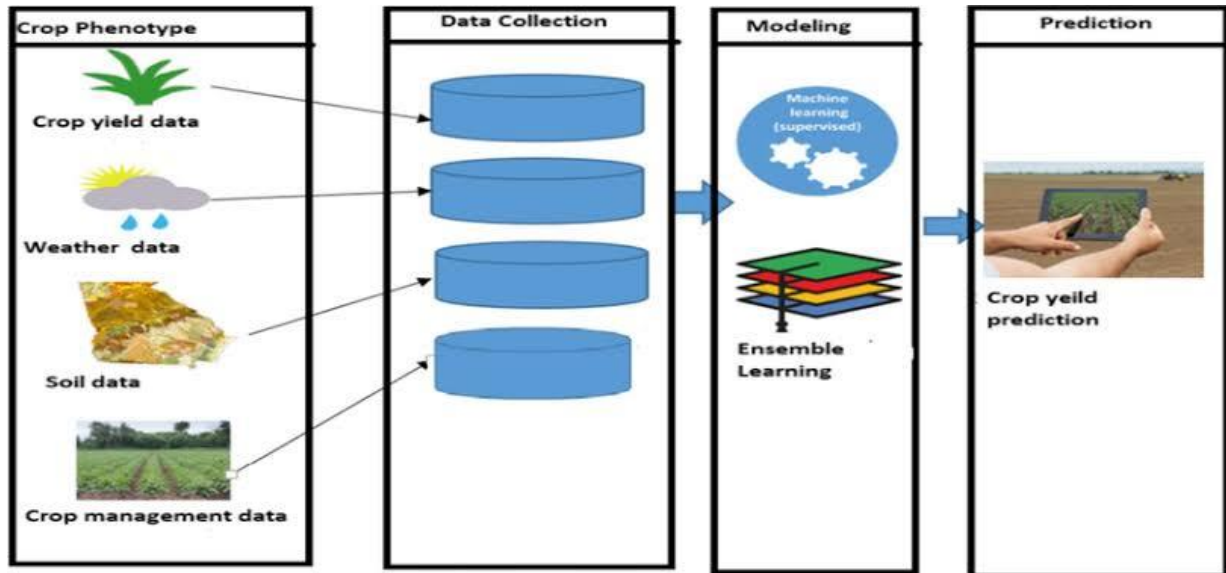 Crop Phenotype
Crop yield data
Weather data
Soil data
Crop management data
Data Collection
Modeling
Machine
learning
(supervised)
Ensemble
Learning
Prediction
Crop yeild
prediction